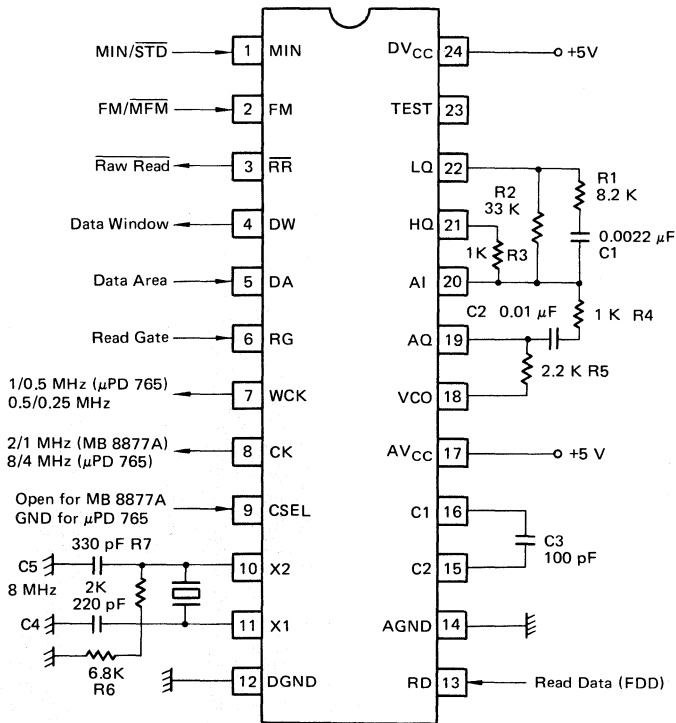 MIN/STD 1 MIN DVCC 24 +5V
FM/MFM 2 FM TEST 23
Raw Read 3 RR LQ 22
R1
8.2 K
R2
33 K
Data Window 4 DW HQ 21
0.0022 μF
C1
1K R3
Data Area 5 DA AI 20
C2 0.01 μF
1 K R4
Read Gate 6 RG AQ 19
2.2 K R5
1/0.5 MHz (μPD 765)
0.5/0.25 MHz
7 WCK VCO 18
2/1 MHz (MB 8877A)
8/4 MHz (μPD 765)
8 CK AVCC 17 +5 V
Open for MB 8877A
GND for μPD 765
9 CSEL C1 16
C3
100 pF
330 pF R7
C5
10 X2 C2 15
8 MHz 2K
220 pF
C4 11 X1 AGND 14
6.8K
R6
12 DGND RD 13 Read Data (FDD)